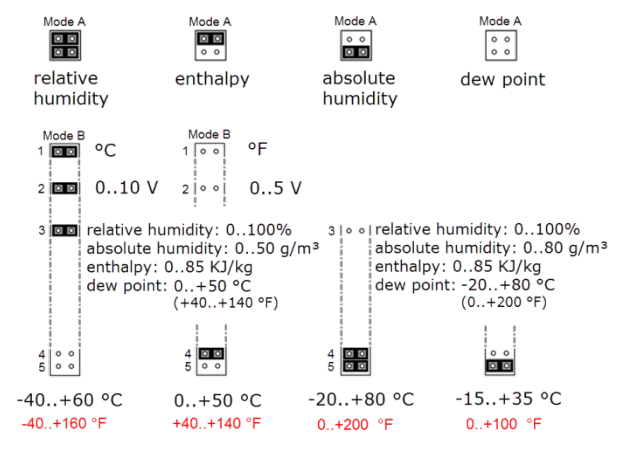 Mode A Mode A Mode A Mode A
relative humidity enthalpy absolute humidity dew point
Mode B Mode B
1 °C 1 °F
2 0..10 V 2 0..5 V
3 relative humidity: 0..100%
absolute humidity: 0..50 g/m³
enthalpy: 0..85 KJ/kg
dew point: 0..+50 °C
(+40..+140 °F)
3 relative humidity: 0..100%
absolute humidity: 0..80 g/m³
enthalpy: 0..85 KJ/kg
dew point: -20..+80 °C
(0..+200 °F)
4 4 4
5 5 5
-40..+60 °C 0..+50 °C -20..+80 °C -15..+35 °C
-40..+160 °F +40..+140 °F 0..+200 °F 0..+100 °F